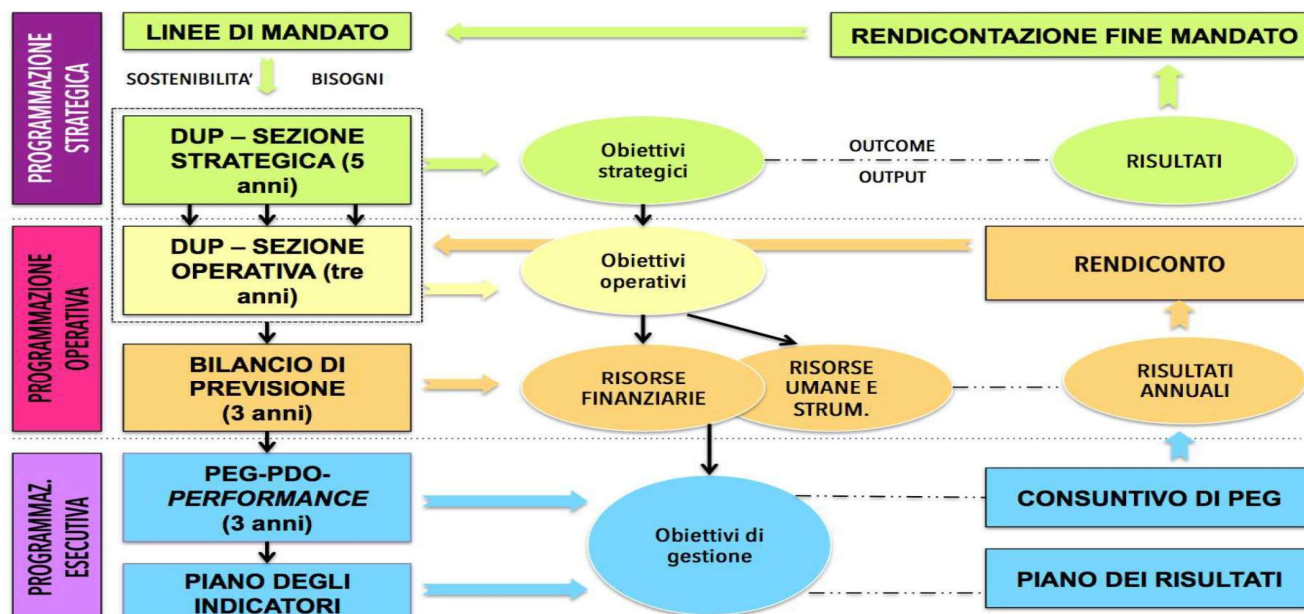 PROGRAMMAZIONE
STRATEGICA
LINEE DI MANDATO
RENDICONTAZIONE FINE MANDATO
SOSTENIBILITA' BISOGNI
DUP – SEZIONE
STRATEGICA (5
anni)
Obiettivi
strategici
OUTCOME
OUTPUT
RISULTATI
PROGRAMMAZIONE
OPERATIVA
DUP – SEZIONE
OPERATIVA (tre
anni)
Obiettivi
operativi
RENDICONTO
BILANCIO DI
PREVISIONE
(3 anni)
RISORSE
FINANZIARIE
RISORSE
UMANE E
STRUM.
RISULTATI
ANNUALI
PROGRAMMAZ.
ESECUTIVA
PEG-PDO-
PERFORMANCE
(3 anni)
Obiettivi di
gestione
CONSUNTIVO DI PEG
PIANO DEGLI
INDICATORI
PIANO DEI RISULTATI